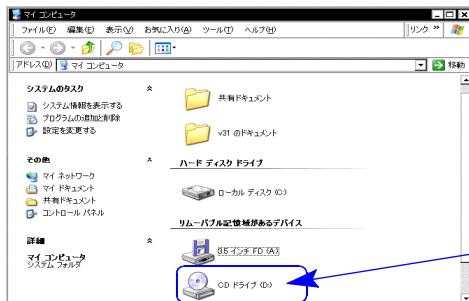 マイ コンピュータ
ファイル(F) 編集(E) 表示(V) お気に入り(A) ツール(T) ヘルプ(H) リンク »
アドレス(D) マイ コンピュータ 移動
システムのタスク
システム情報を表示する
プログラムの追加と削除
設定を変更する
その他
マイ ネットワーク
マイ ドキュメント
共有ドキュメント
コントロール パネル
詳細
マイ コンピュータ
システム フォルダ
共有ドキュメント
v31 のドキュメント
ハード ディスク ドライブ
ローカル ディスク (C:)
リムーバブル記憶域があるデバイス
3.5 インチ FD (A:)
CD ドライブ (D:)